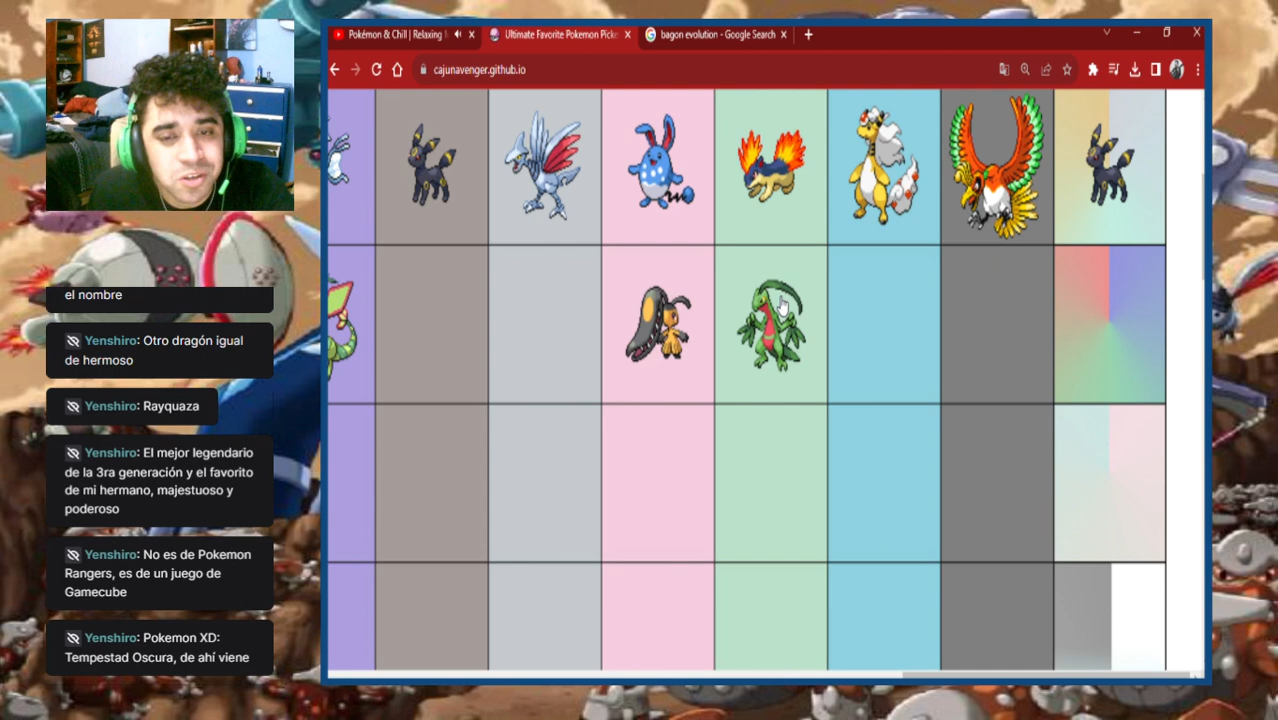 Pokémon & Chill | Relaxing
Ultimate Favorite Pokemon Picke
bagon evolution - Google Search
cajunavenger.github.io
el nombre
Yenshiro: Otro dragón igual
de hermoso
Yenshiro: Rayquaza
Yenshiro: El mejor legendario
de la 3ra generación y el favorito
de mi hermano, majestuoso y
poderoso
Yenshiro: No es de Pokemon
Rangers, es de un juego de
Gamecube
Yenshiro: Pokemon XD:
Tempestad Oscura, de ahí viene